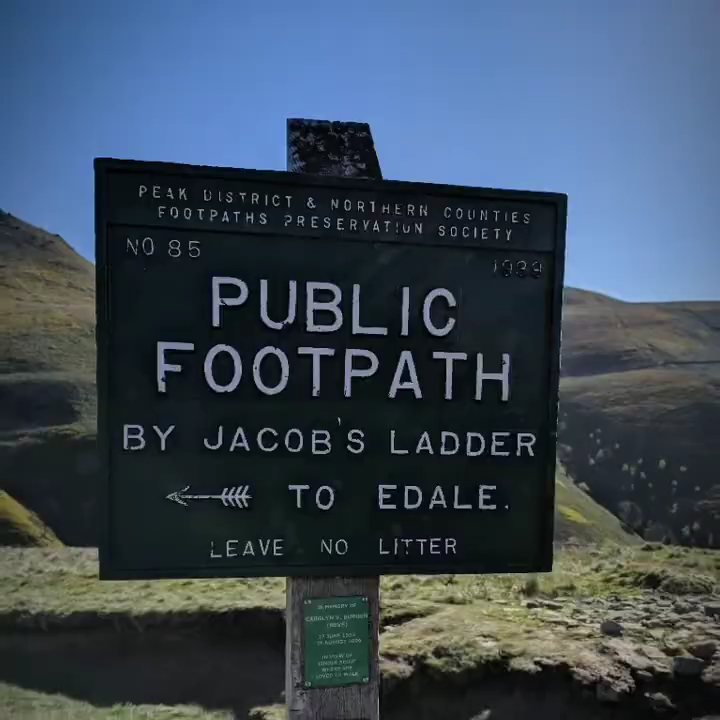 PEAK DISTRICT & NORTHERN COUNTIES
FOOTPATHS PRESERVATION SOCIETY
NO 85
1939
PUBLIC
FOOTPATH
BY JACOB'S LADDER
TO EDALE.
LEAVE NO LITTER
IN MEMORY OF
CAROLYN